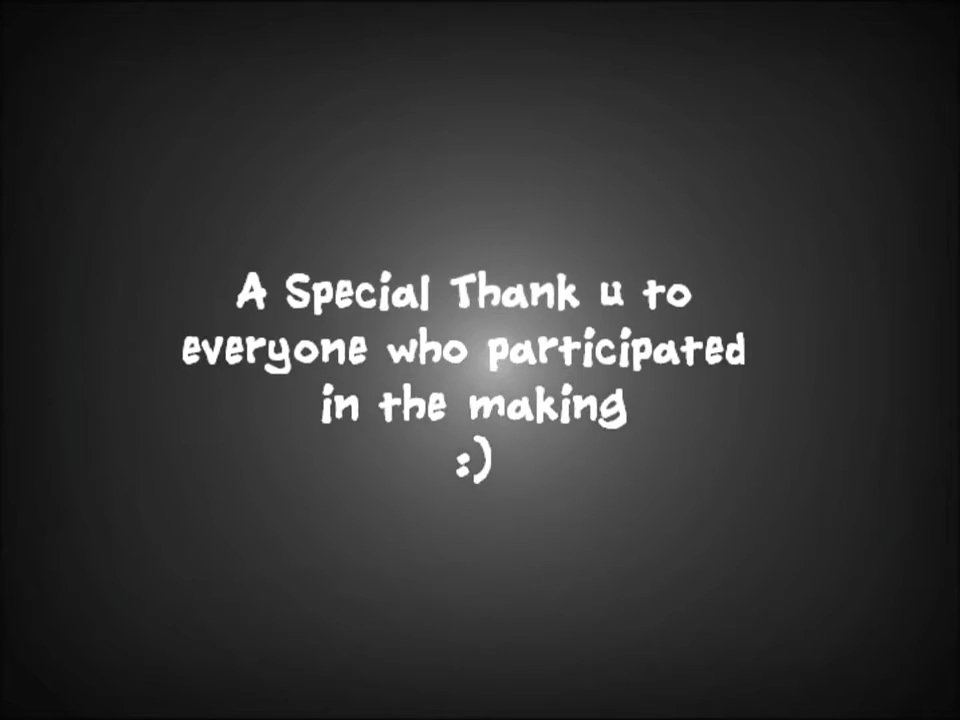 A Special Thank u to
everyone who participated
in the making
:)